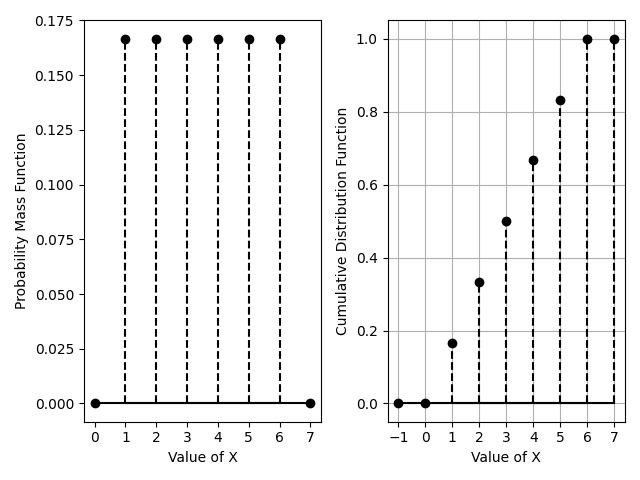 0.175
0.150
0.125
0.100
0.075
0.050
0.025
0.000
Probability Mass Function
0 1 2 3 4 5 6 7
Value of X
1.0
0.8
0.6
0.4
0.2
0.0
Cumulative Distribution Function
−1 0 1 2 3 4 5 6 7
Value of X